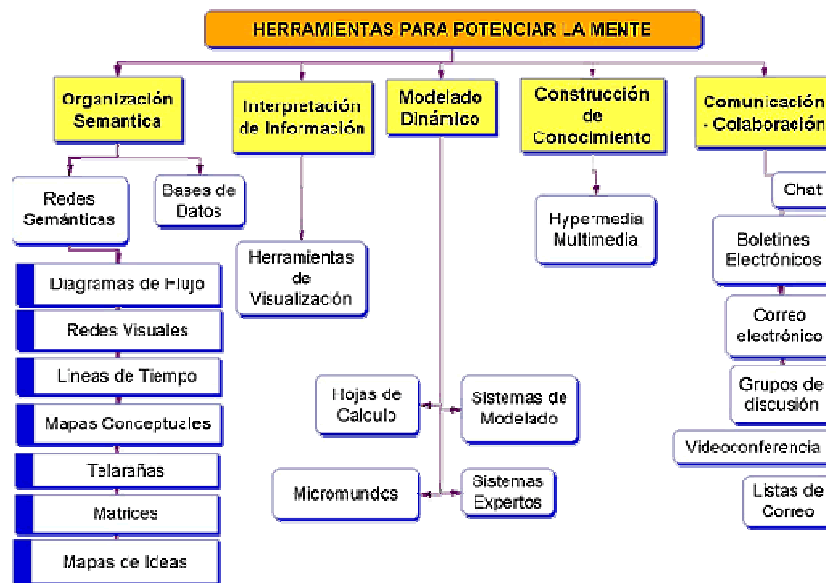 HERRAMIENTAS PARA POTENCIAR LA MENTE
Organización
Semantica
Interpretación
de Información
Modelado
Dinámico
Construcción
de
Conocimiento
Comunicación
- Colaboración
Redes
Semánticas
Bases de
Datos
Diagramas de Flujo
Redes Visuales
Lineas de Tiempo
Mapas Conceptuales
Telarañas
Matrices
Mapas de Ideas
Herramientas
de
Visualización
Hojas de
Calculo
Sistemas de
Modelado
Micromundos
Sistemas
Expertos
Hypermedia
Multimedia
Chat
Boletines
Electrónicos
Correo
electrónico
Grupos de
discusión
Videoconferencia
Listas de
Correo